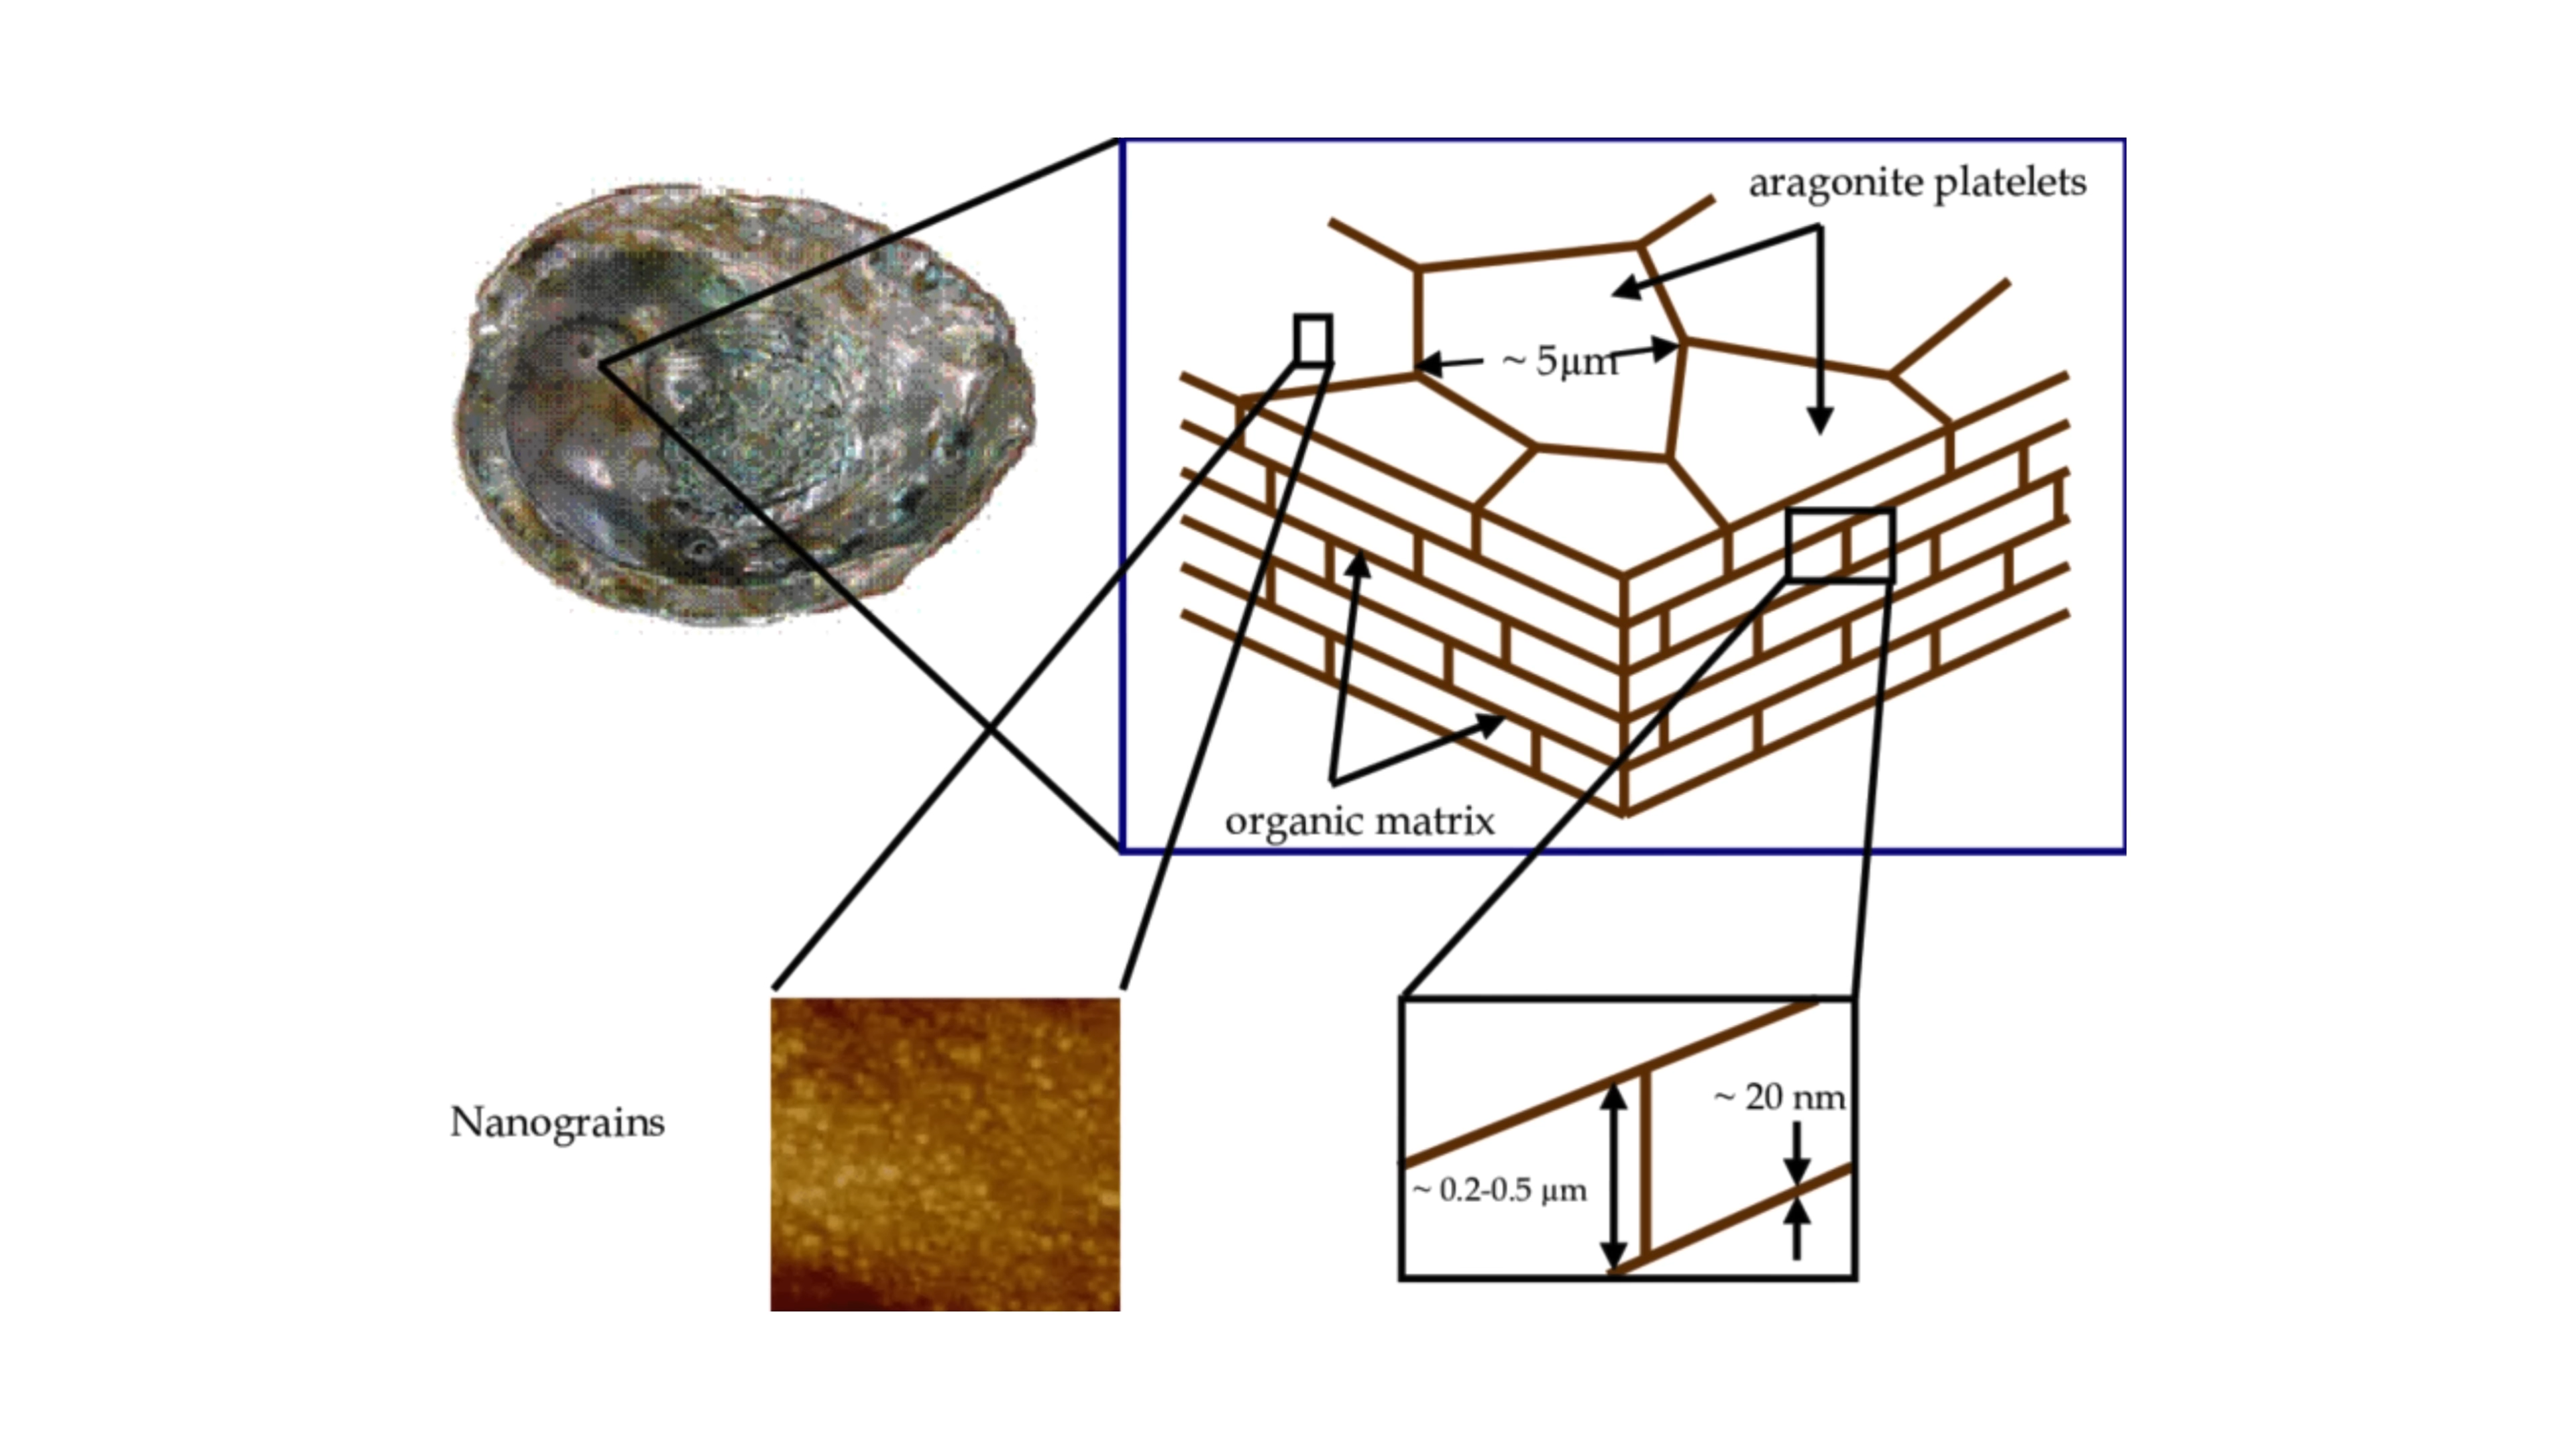 aragonite platelets
~ 5μm
organic matrix
Nanograins
~ 20 nm
~ 0.2-0.5 μm